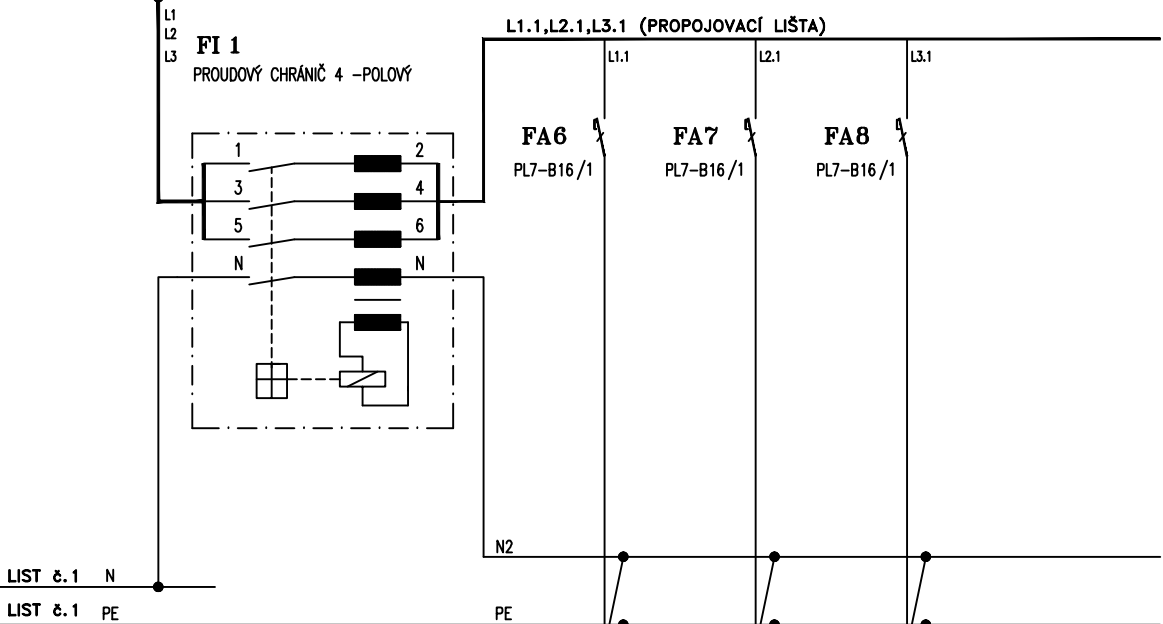 L1
L2
L3
FI 1
PROUDOVÝ CHRÁNIČ 4 -POLOVÝ
L1.1,L2.1,L3.1 (PROPOJOVACÍ LIŠTA)
L1.1
L2.1
L3.1
FA6
PL7-B16/1
FA7
PL7-B16/1
FA8
PL7-B16/1
1 2
3 4
5 6
N N
N2
LIST č.1 N
LIST č.1 PE
PE